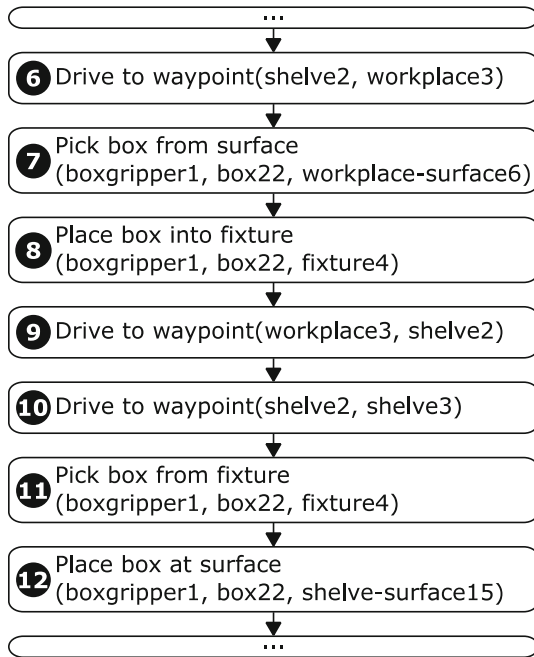 ...
6 Drive to waypoint(shelve2, workplace3)
7 Pick box from surface
(boxgripper1, box22, workplace-surface6)
8 Place box into fixture
(boxgripper1, box22, fixture4)
9 Drive to waypoint(workplace3, shelve2)
10 Drive to waypoint(shelve2, shelve3)
11 Pick box from fixture
(boxgripper1, box22, fixture4)
12 Place box at surface
(boxgripper1, box22, shelve-surface15)
...